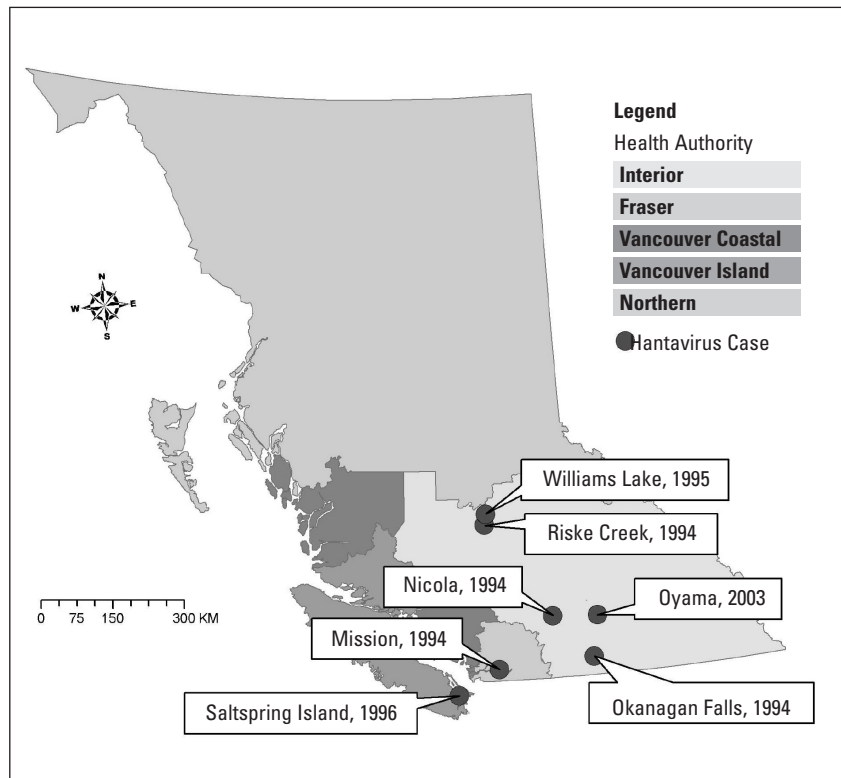 Legend
Health Authority
Interior
Fraser
Vancouver Coastal
Vancouver Island
Northern
Hantavirus Case
N
W E
S
Williams Lake, 1995
Riske Creek, 1994
Nicola, 1994
Oyama, 2003
0 75 150 300 KM
Mission, 1994
Saltspring Island, 1996
Okanagan Falls, 1994